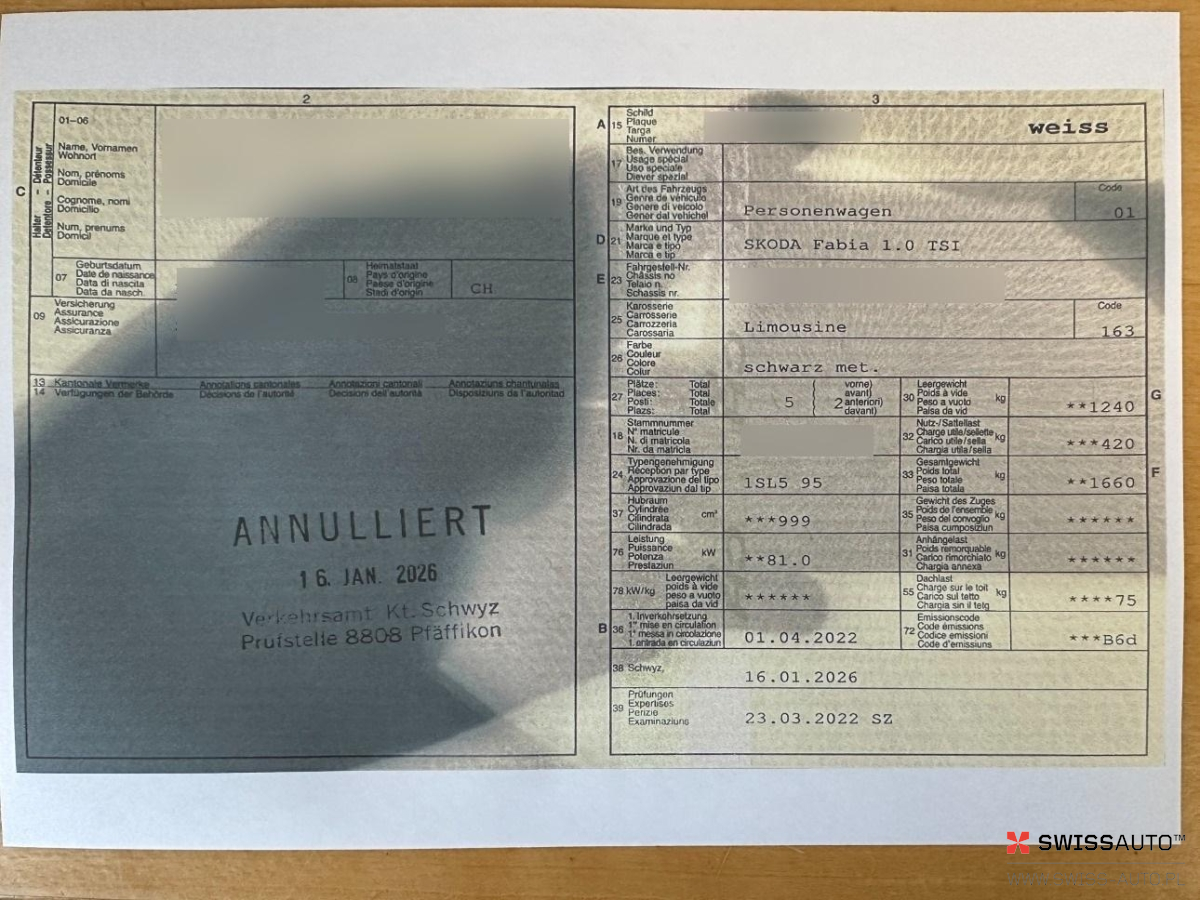 2
01–06
Name, Vornamen
Wohnort
Nom, prénoms
Domicile
Cognome, nomi
Domicilio
Num, prenums
Domicil
C
Halter – Détenteur
Detentore – Possessur
07
Geburtsdatum
Date de naissance
Data di nascita
Data da nasch.
08
Heimatstaat
Pays d'origine
Paese d'origine
Stadi d'origin
CH
09
Versicherung
Assurance
Assicurazione
Assicuranza
13 Kantonale Vermerke Annotations cantonales Annotazioni cantonali Annotaziuns chantunalas
14 Verfügungen der Behörde Décisions de l'autorité Decisioni dell'autorità Disposiziuns da l'autoritad
ANNULLIERT
16. JAN. 2026
Verkehrsamt Kt. Schwyz
Prüfstelle 8808 Pfäffikon
3
A 15
Schild
Plaque
Targa
Numer
weiss
17
Bes. Verwendung
Usage spécial
Uso speciale
Diever spezial
19
Art des Fahrzeugs
Genre de véhicule
Genere di veicolo
Gener dal vehichel
Personenwagen
Code
01
D 21
Marke und Typ
Marque et type
Marca e tipo
Marca e tip
SKODA Fabia 1.0 TSI
E 23
Fahrgestell-Nr.
Châssis no
Telaio n.
Schassis nr.
25
Karosserie
Carrosserie
Carrozzeria
Carossaria
Limousine
Code
163
26
Farbe
Couleur
Colore
Colur
schwarz met.
27
Plätze: Total
Places: Total
Posti: Totale
Plazs: Total
5
( vorne)
avant)
2 anteriori)
( davant)
30
Leergewicht
Poids à vide
Peso a vuoto
Paisa da vid
kg
**1240
G
18
Stammnummer
N° matricule
N. di matricola
Nr. da matricla
32
Nutz-/Sattellast
Charge utile/sellette
Carico utile/sella
Chargia utila/sella
kg
***420
24
Typengenehmigung
Réception par type
Approvazione del tipo
Approvaziun dal tip
1SL5 95
33
Gesamtgewicht
Poids total
Peso totale
Paisa totala
kg
**1660
F
37
Hubraum
Cylindrée
Cilindrata
Cilindrada
cm³
***999
35
Gewicht des Zuges
Poids de l'ensemble
Peso del convoglio
Paisa cumposiziun
kg
******
76
Leistung
Puissance
Potenza
Prestaziun
kW
**81.0
31
Anhängelast
Poids remorquable
Carico rimorchiato
Chargia annexa
kg
******
78 kW/kg
Leergewicht
poids à vide
peso a vuoto
paisa da vid
******
55
Dachlast
Charge sur le toit
Carico sul tetto
Chargia sin il tetg
kg
****75
B 36
1. Inverkehrsetzung
1re mise en circulation
1a messa in circolazione
1. entrada en circulaziun
01.04.2022
72
Emissionscode
Code émissions
Codice emissioni
Code d'emissiuns
***B6d
38 Schwyz,
16.01.2026
39
Prüfungen
Expertises
Perizie
Examinaziuns
23.03.2022 SZ
SWISSAUTO™